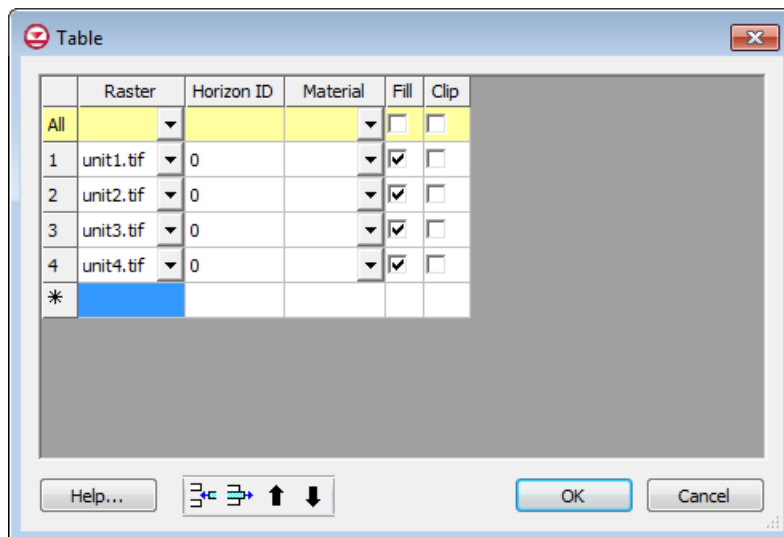 Table
Raster Horizon ID Material Fill Clip
All
1 unit1.tif 0
2 unit2.tif 0
3 unit3.tif 0
4 unit4.tif 0
*
Help... OK Cancel